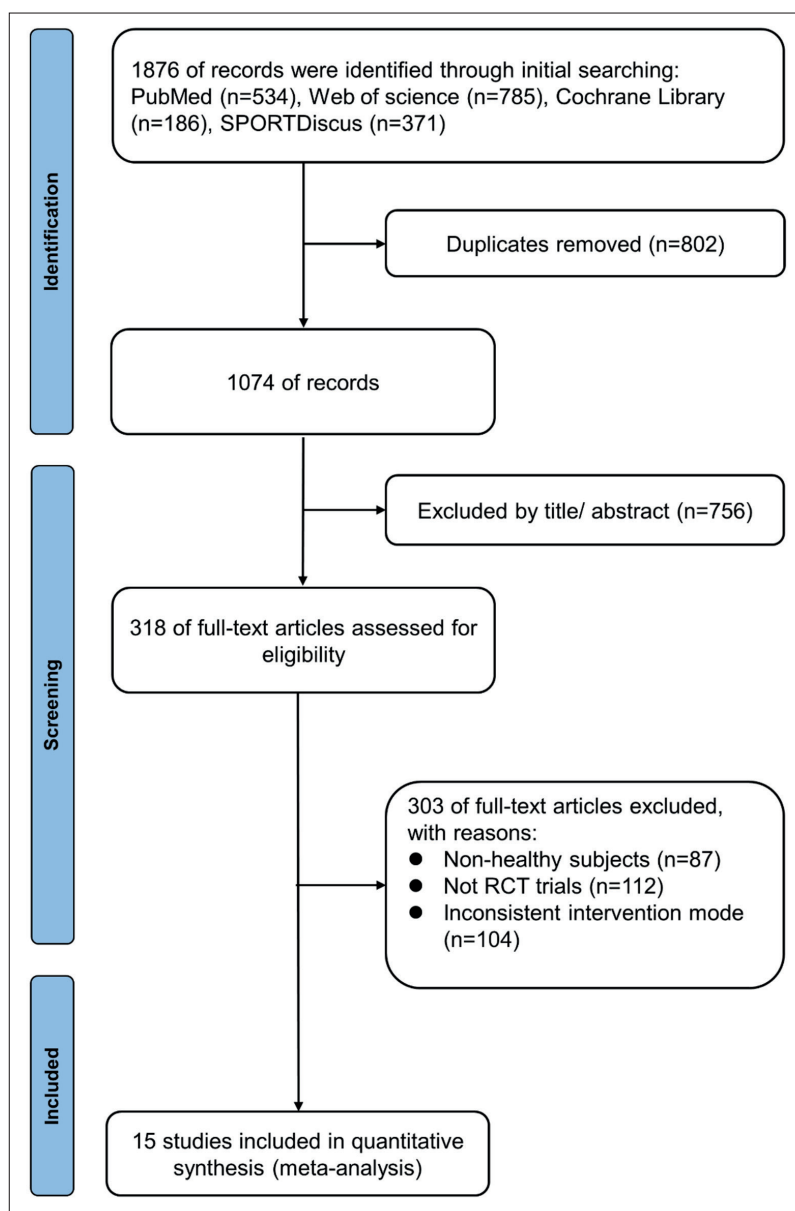 Identification
1876 of records were identified through initial searching:
PubMed (n=534), Web of science (n=785), Cochrane Library
(n=186), SPORTDiscus (n=371)
Duplicates removed (n=802)
1074 of records
Screening
Excluded by title/ abstract (n=756)
318 of full-text articles assessed for
eligibility
303 of full-text articles excluded,
with reasons:
● Non-healthy subjects (n=87)
● Not RCT trials (n=112)
● Inconsistent intervention mode
(n=104)
Included
15 studies included in quantitative
synthesis (meta-analysis)